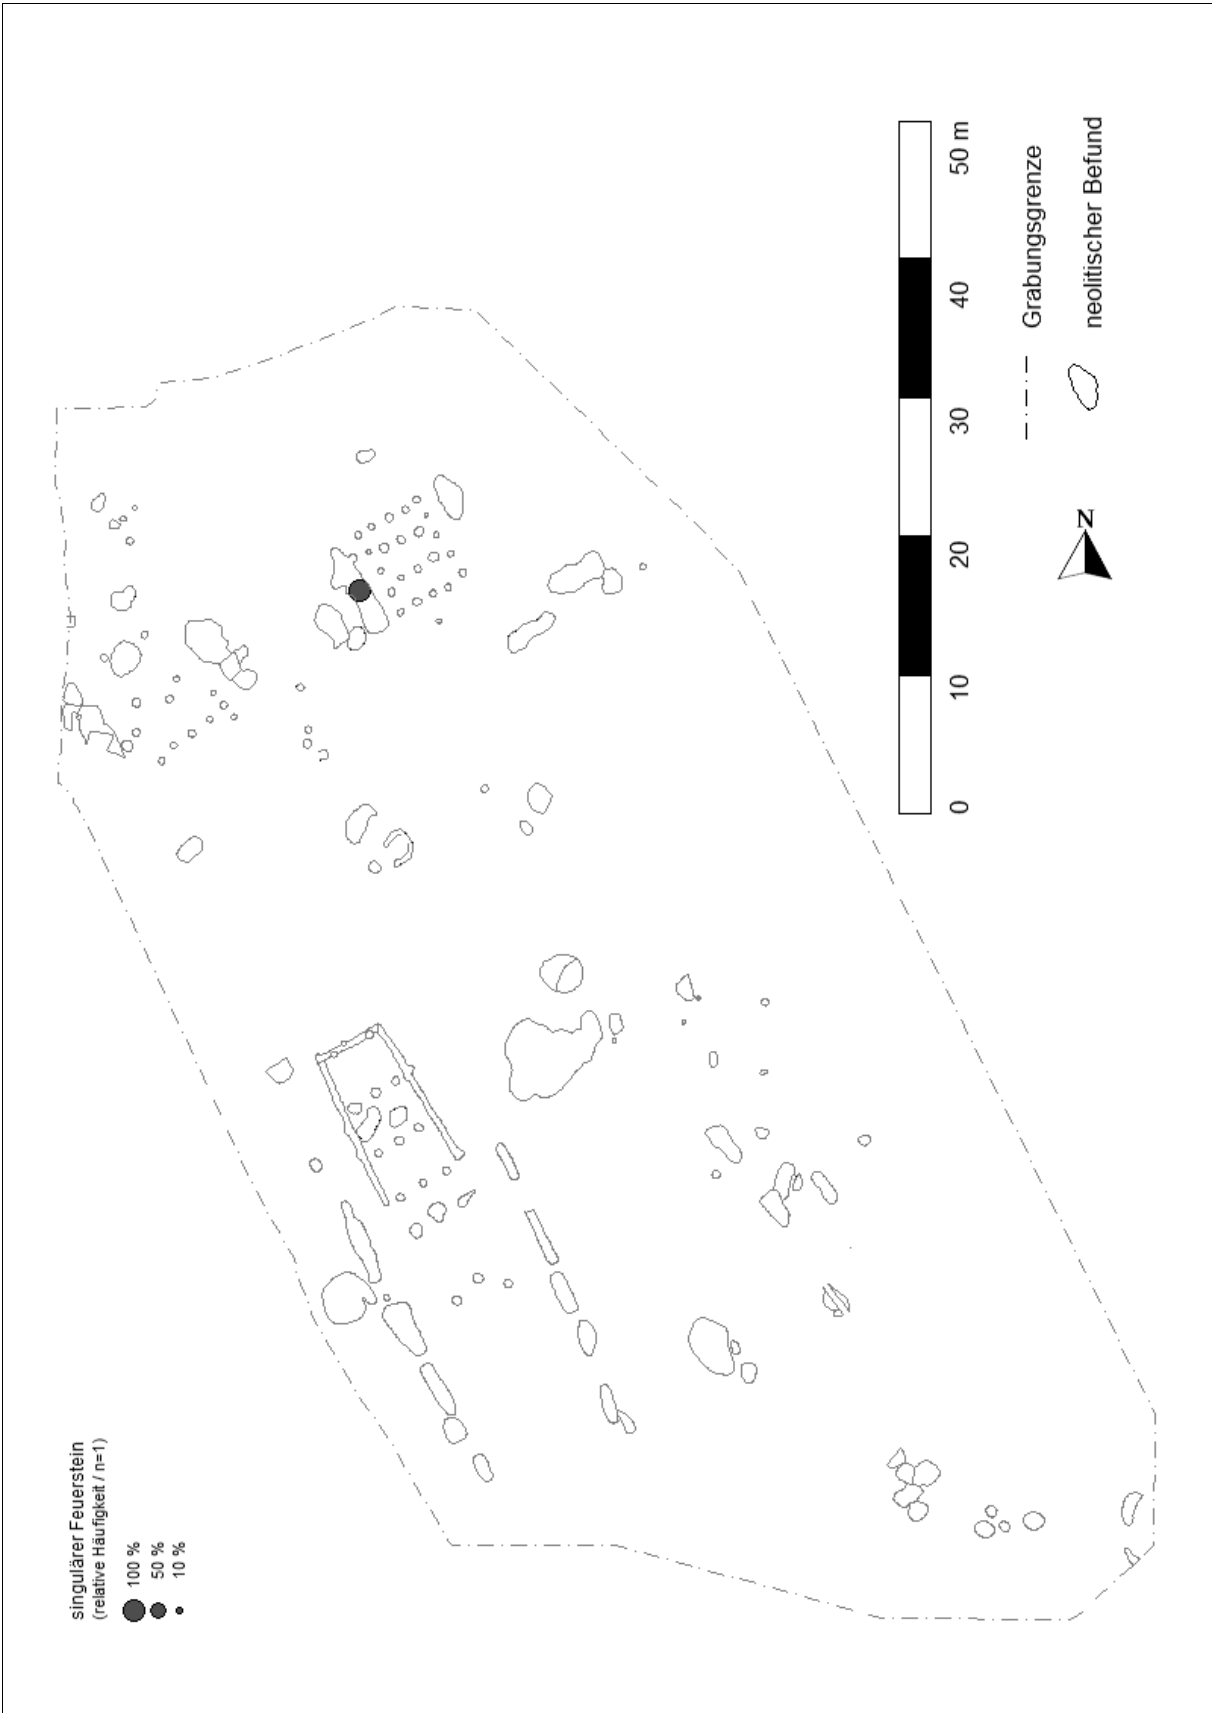 singulärer Feuerstein
(relative Häufigkeit / n=1)
100 %
50 %
10 %
0
10
20
30
40
50 m
Grabungsgrenze
neolitischer Befund
N